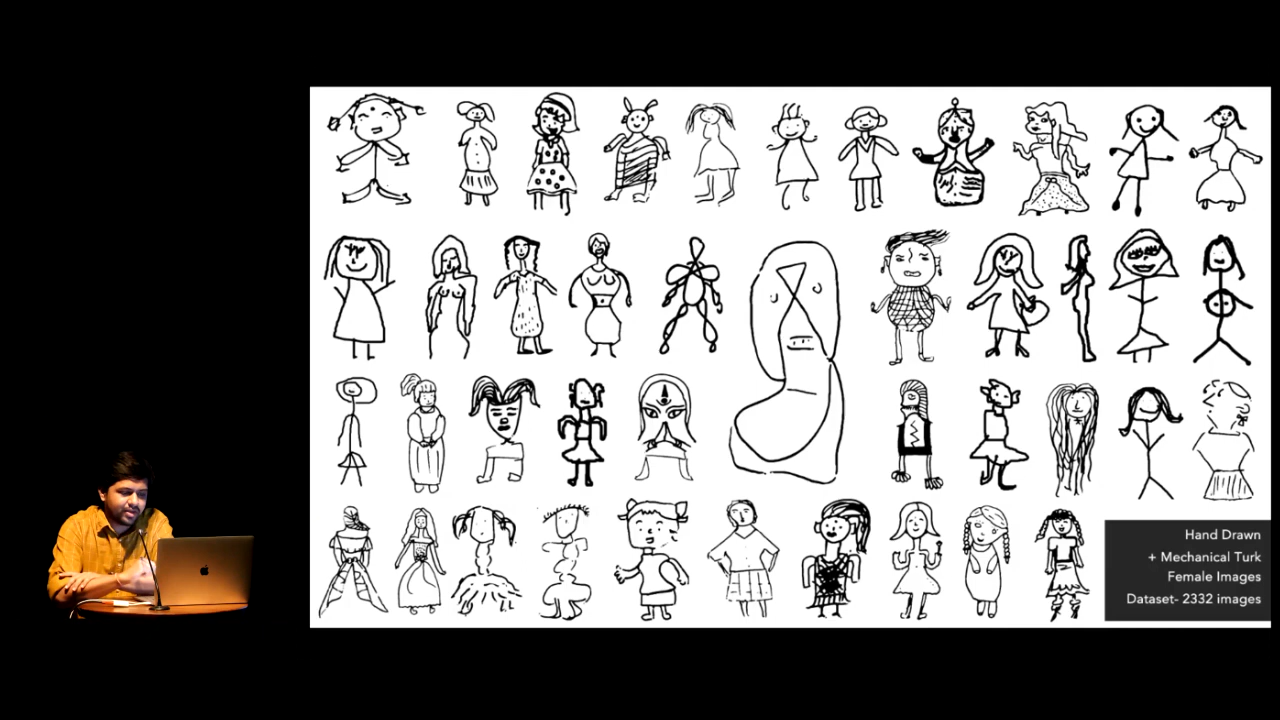 Hand Drawn
+ Mechanical Turk
Female Images
Dataset- 2332 images